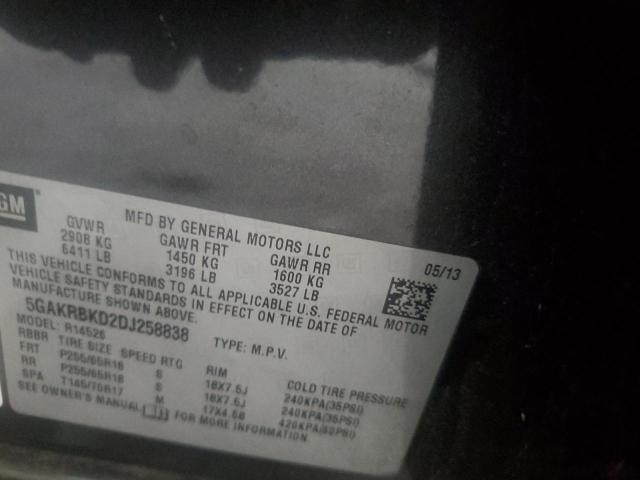 GM
MFD BY GENERAL MOTORS LLC 05/13
GVWR GAWR FRT GAWR RR
2908 KG 1450 KG 1600 KG
6411 LB 3196 LB 3527 LB
THIS VEHICLE CONFORMS TO ALL APPLICABLE U.S. FEDERAL MOTOR
VEHICLE SAFETY STANDARDS IN EFFECT ON THE DATE OF
MANUFACTURE SHOWN ABOVE.
5GAKRBKD2DJ258838 TYPE: M.P.V.
MODEL: R14526
RBBR TIRE SIZE SPEED RTG RIM COLD TIRE PRESSURE
FRT P255/65R18 S 18X7.5J 240KPA(35PSI)
RR P255/65R18 S 18X7.5J 240KPA(35PSI)
SPA T145/70R17 M 17X4.5B 420KPA(60PSI)
SEE OWNER'S MANUAL FOR MORE INFORMATION